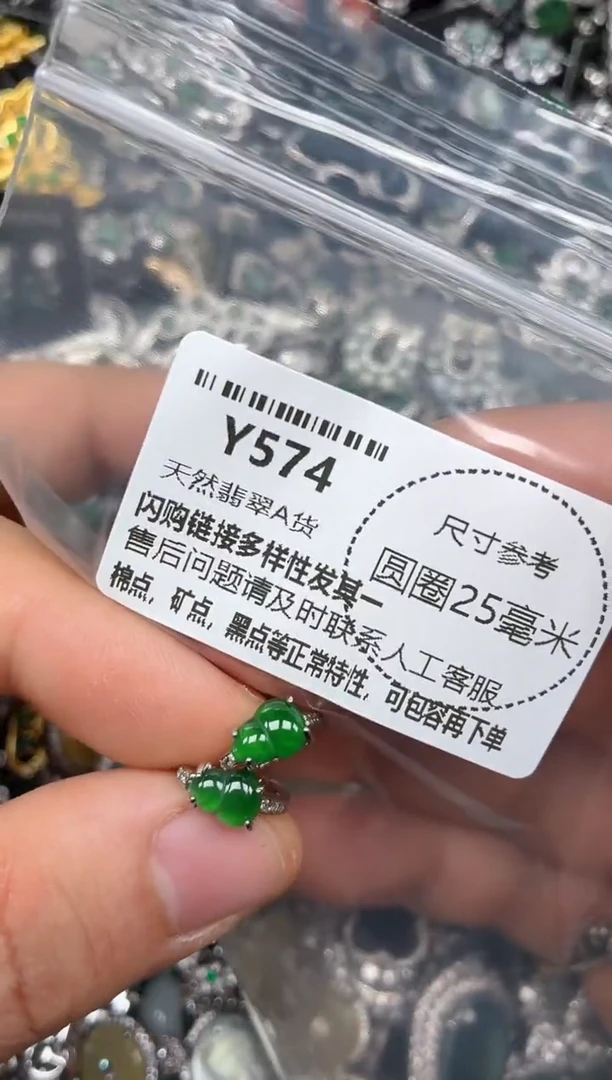 Y574
天然翡翠A货
闪购链接多样性发其一
售后问题请及时联系人工客服
棉点，矿点，黑点等正常特性，可包容再下单
尺寸参考
圆圈25毫米